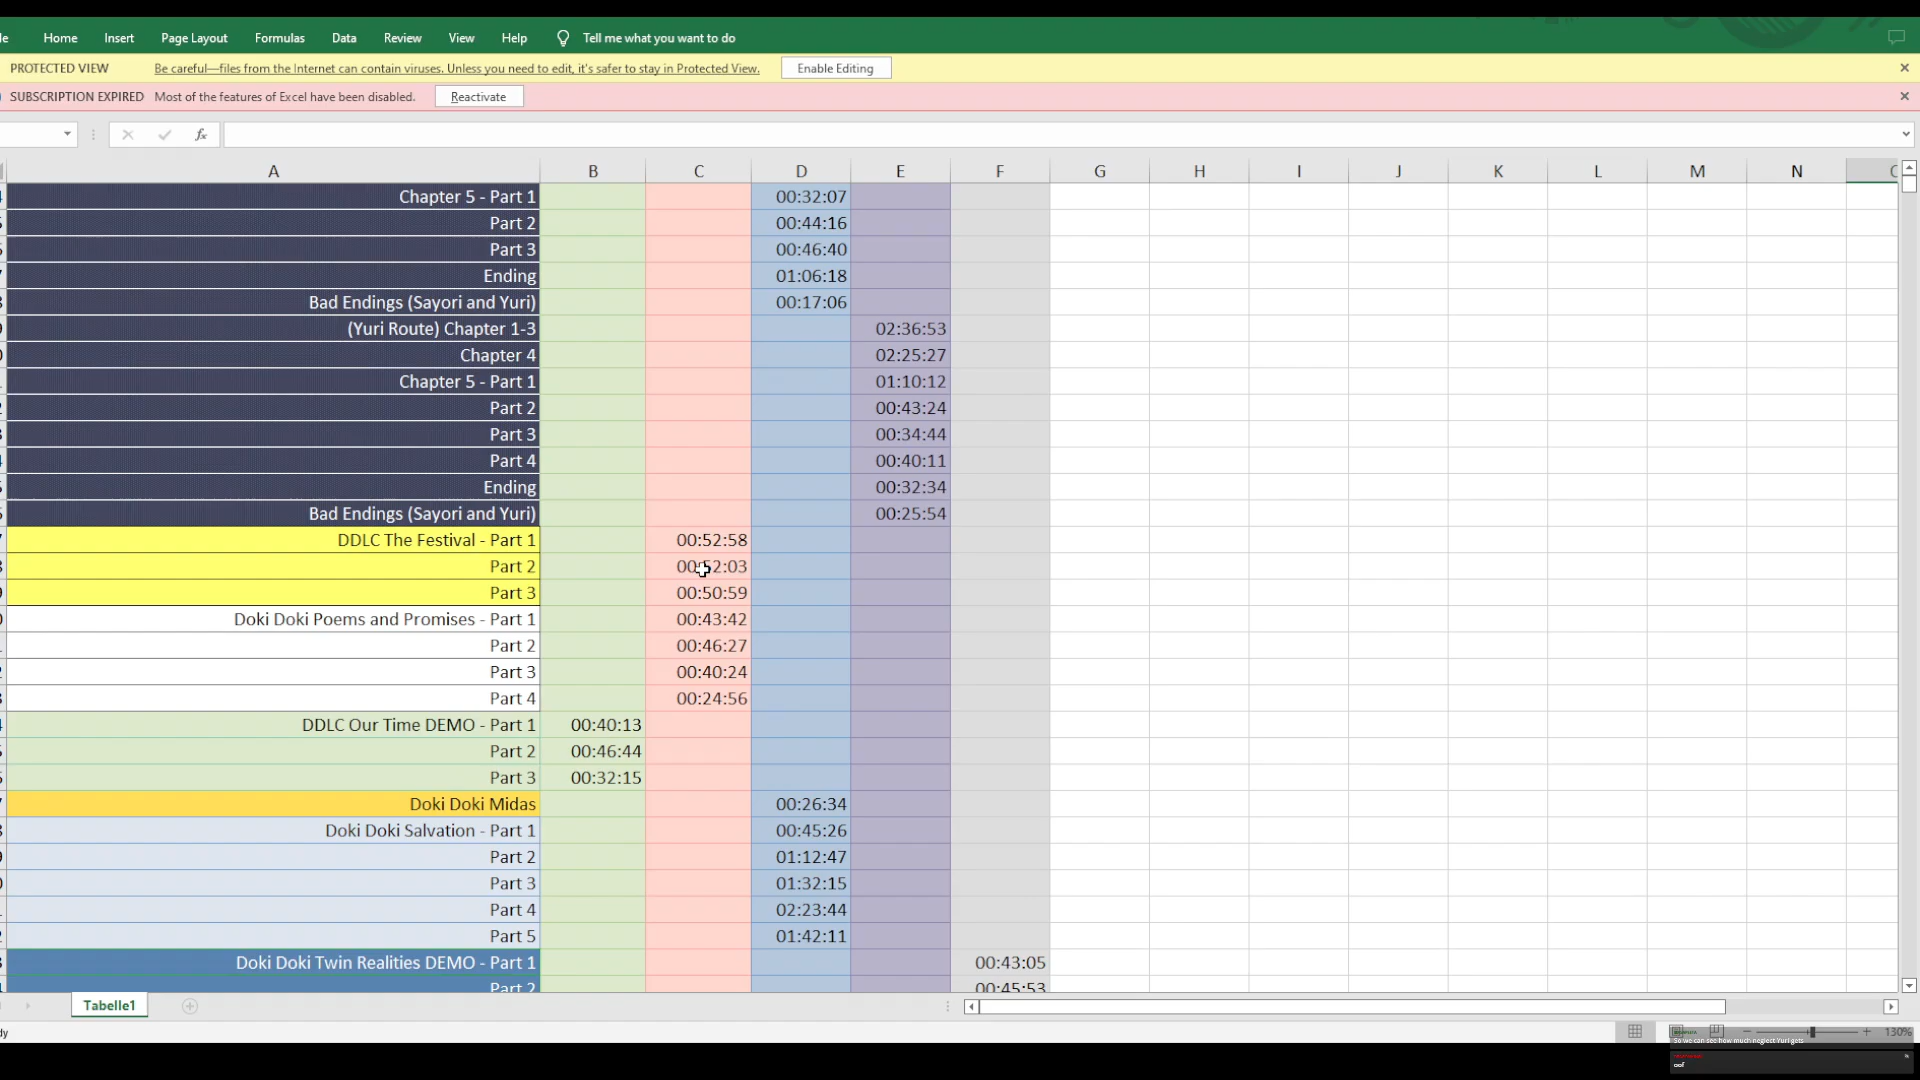 Home Insert Page Layout Formulas Data Review View Help Tell me what you want to do
PROTECTED VIEW Be careful—files from the Internet can contain viruses. Unless you need to edit, it's safer to stay in Protected View. Enable Editing
SUBSCRIPTION EXPIRED Most of the features of Excel have been disabled. Reactivate
fx
A B C D E F G H I J K L M N
Chapter 5 - Part 1 00:32:07
Part 2 00:44:16
Part 3 00:46:40
Ending 01:06:18
Bad Endings (Sayori and Yuri) 00:17:06
(Yuri Route) Chapter 1-3 02:36:53
Chapter 4 02:25:27
Chapter 5 - Part 1 01:10:12
Part 2 00:43:24
Part 3 00:34:44
Part 4 00:40:11
Ending 00:32:34
Bad Endings (Sayori and Yuri) 00:25:54
DDLC The Festival - Part 1 00:52:58
Part 2
Part 3 00:50:59
Doki Doki Poems and Promises - Part 1 00:43:42
Part 2 00:46:27
Part 3 00:40:24
Part 4 00:24:56
DDLC Our Time DEMO - Part 1 00:40:13
Part 2 00:46:44
Part 3 00:32:15
Doki Doki Midas 00:26:34
Doki Doki Salvation - Part 1 00:45:26
Part 2 01:12:47
Part 3 01:32:15
Part 4 02:23:44
Part 5 01:42:11
Doki Doki Twin Realities DEMO - Part 1 00:43:05
Part 2 00:45:53
Tabelle1
130%
So we can see how much neglect Yuri gets
oof